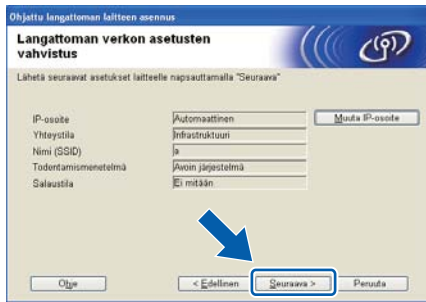 Ohjattu langattoman laitteen asennus
Langattoman verkon asetusten
vahvistus
Lähetä seuraavat asetukset laitteelle napsauttamalla "Seuraava"
IP-osoite Automaattinen Muuta IP-osoite
Yhteystila Infrastruktuuri
Nimi (SSID) a
Todentamismenetelmä Avoin järjestelmä
Salaustila Ei mitään
Ohje < Edellinen Seuraava > Peruuta